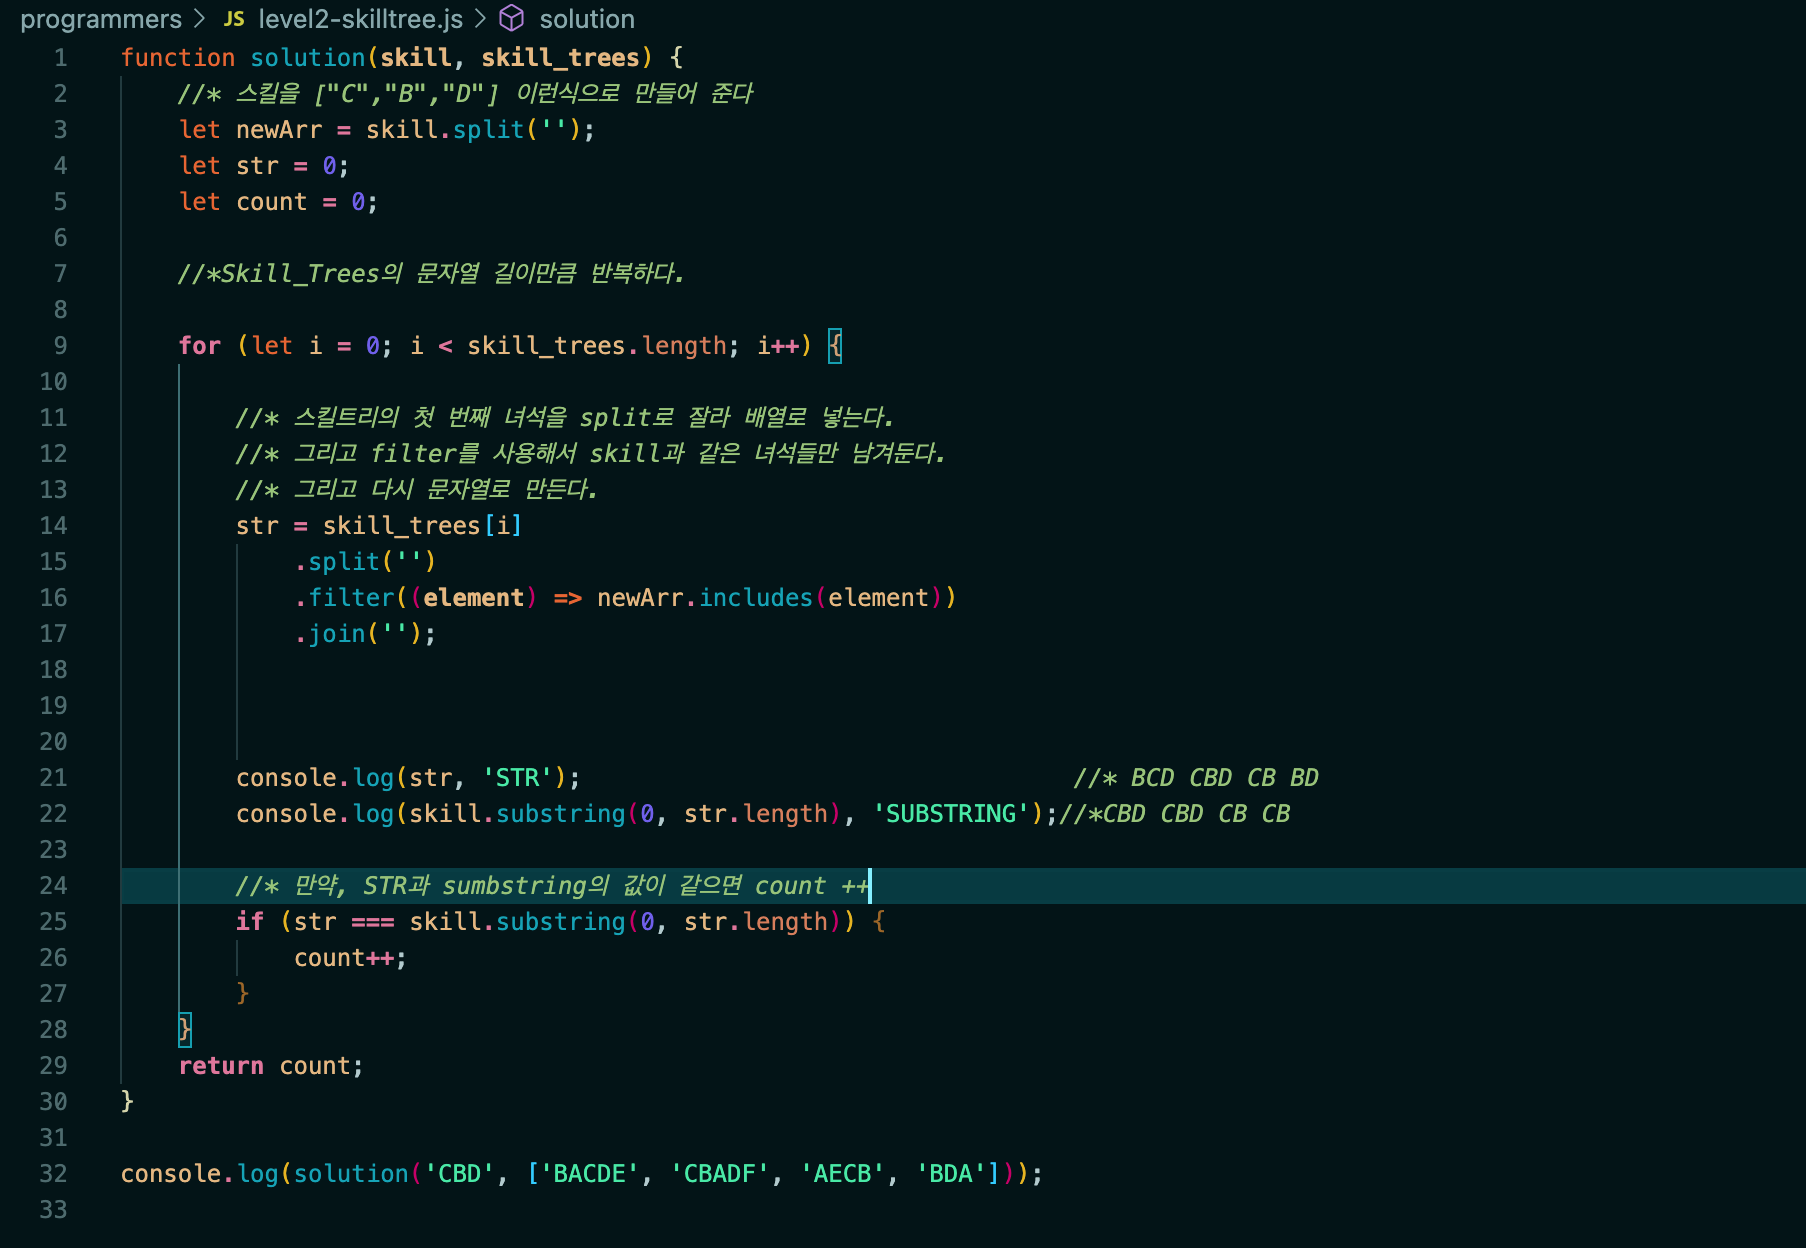 programmers > JS level2-skilltree.js > solution
1 function solution(skill, skill_trees) {
2 //* 스킬을 ["C","B","D"] 이런식으로 만들어 준다
3 let newArr = skill.split('');
4 let str = 0;
5 let count = 0;
6
7 //*Skill_Trees의 문자열 길이만큼 반복하다.
8
9 for (let i = 0; i < skill_trees.length; i++) {
10
11 //* 스킬트리의 첫 번째 녀석을 split로 잘라 배열로 넣는다.
12 //* 그리고 filter를 사용해서 skill과 같은 녀석들만 남겨둔다.
13 //* 그리고 다시 문자열로 만든다.
14 str = skill_trees[i]
15 .split('')
16 .filter((element) => newArr.includes(element))
17 .join('');
18
19
20
21 console.log(str, 'STR'); //* BCD CBD CB BD
22 console.log(skill.substring(0, str.length), 'SUBSTRING');//*CBD CBD CB CB
23
24 //* 만약, STR과 sumbstring의 값이 같으면 count ++
25 if (str === skill.substring(0, str.length)) {
26 count++;
27 }
28 }
29 return count;
30 }
31
32 console.log(solution('CBD', ['BACDE', 'CBADF', 'AECB', 'BDA']));
33